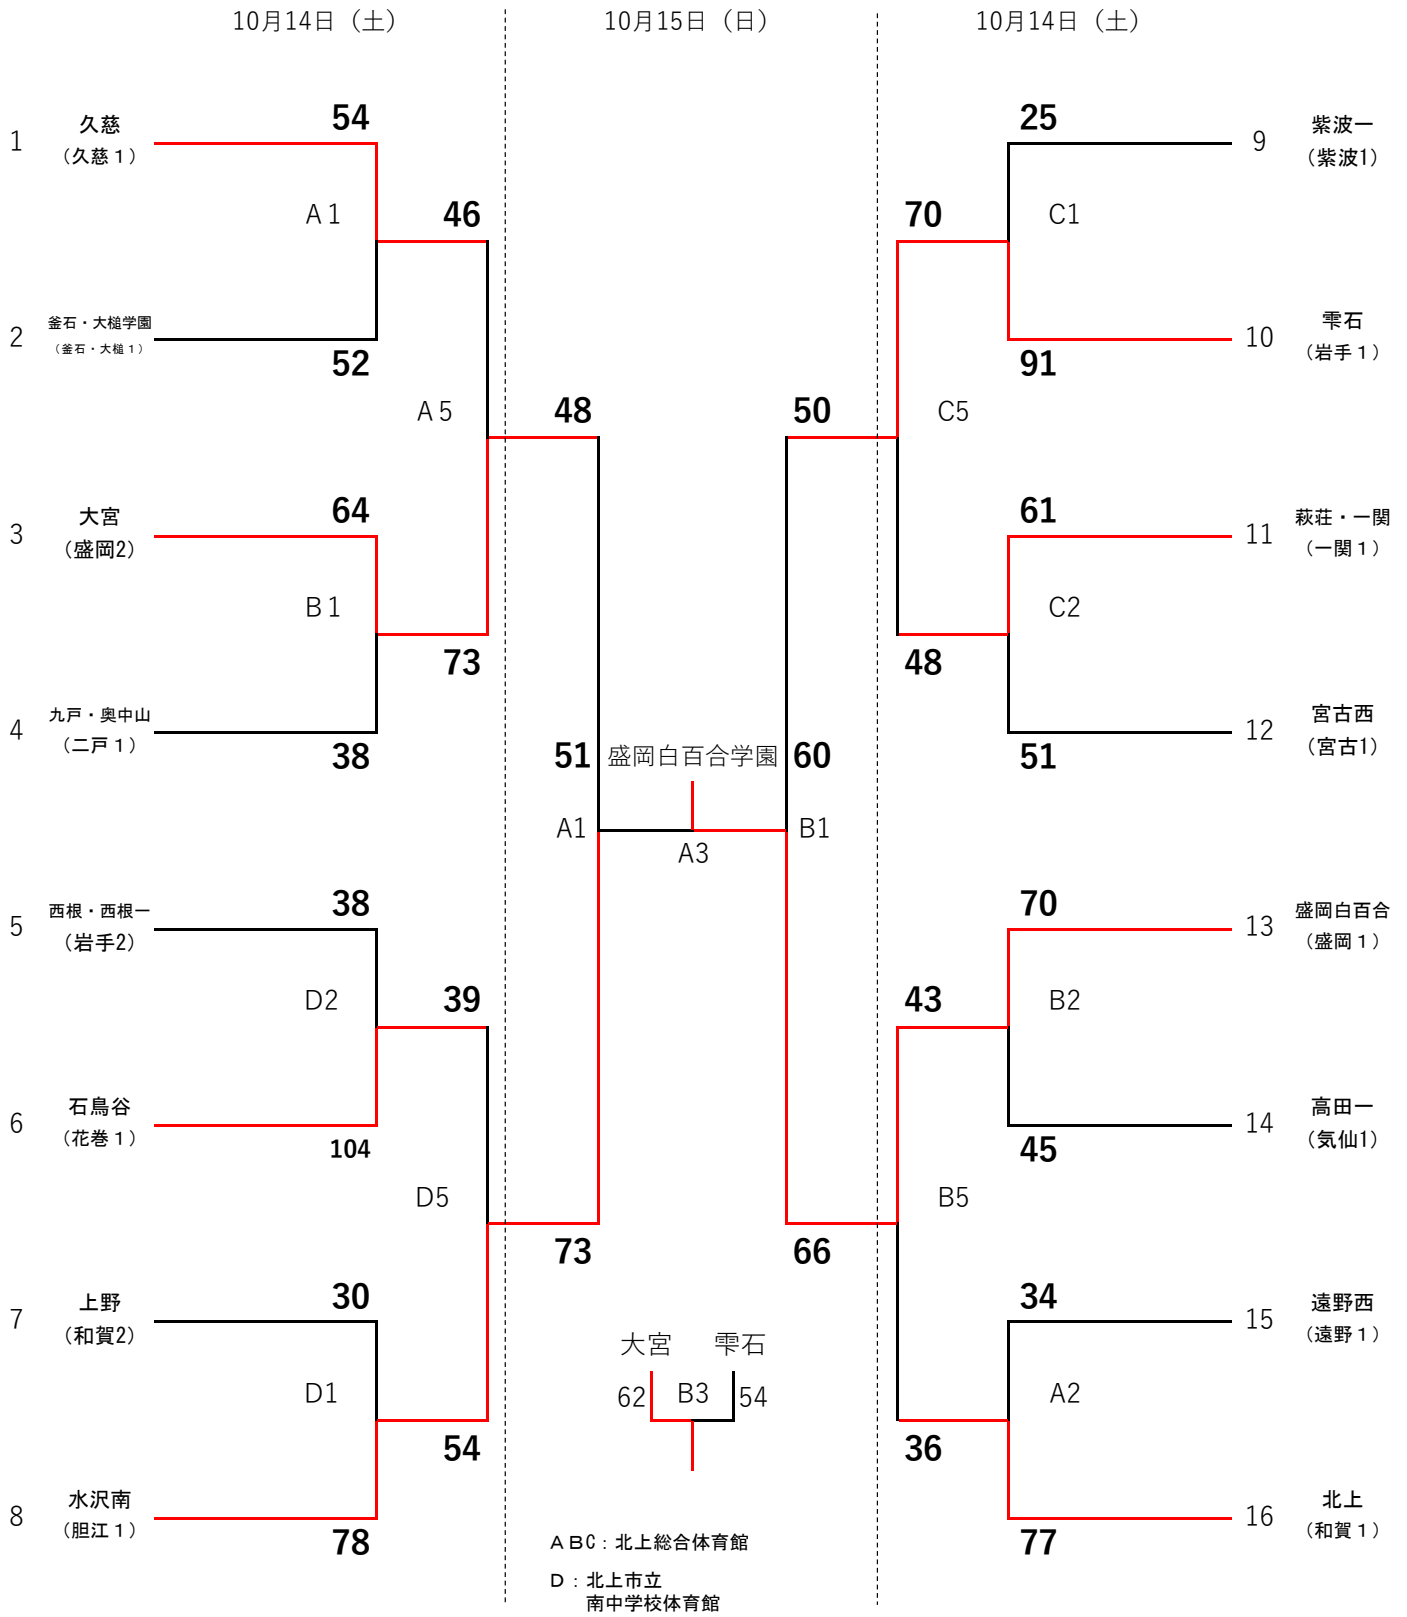 10月14日（土）
10月15日（日）
10月14日（土）
1
久慈
（久慈１）
54
A 1
46
2
釜石・大槌学園
（釜石・大槌１）
52
A 5
48
3
大宮
（盛岡2）
64
B 1
73
4
九戸・奥中山
（二戸１）
38
51
A1
5
西根・西根一
（岩手2）
38
D2
39
6
石鳥谷
（花巻１）
104
D5
73
7
上野
（和賀2）
30
D1
54
8
水沢南
（胆江１）
78
盛岡白百合学園
A3
大宮
雫石
62
B3
54
ＡＢC：北上総合体育館
Ｄ：北上市立
南中学校体育館
25
9
紫波一
（紫波1）
70
C1
10
雫石
（岩手１）
91
50
C5
61
11
萩荘・一関
（一関１）
C2
48
12
宮古西
（宮古1）
51
60
B1
70
13
盛岡白百合
（盛岡１）
43
B2
14
高田一
（気仙1）
45
B5
66
34
15
遠野西
（遠野１）
A2
36
16
北上
（和賀１）
77